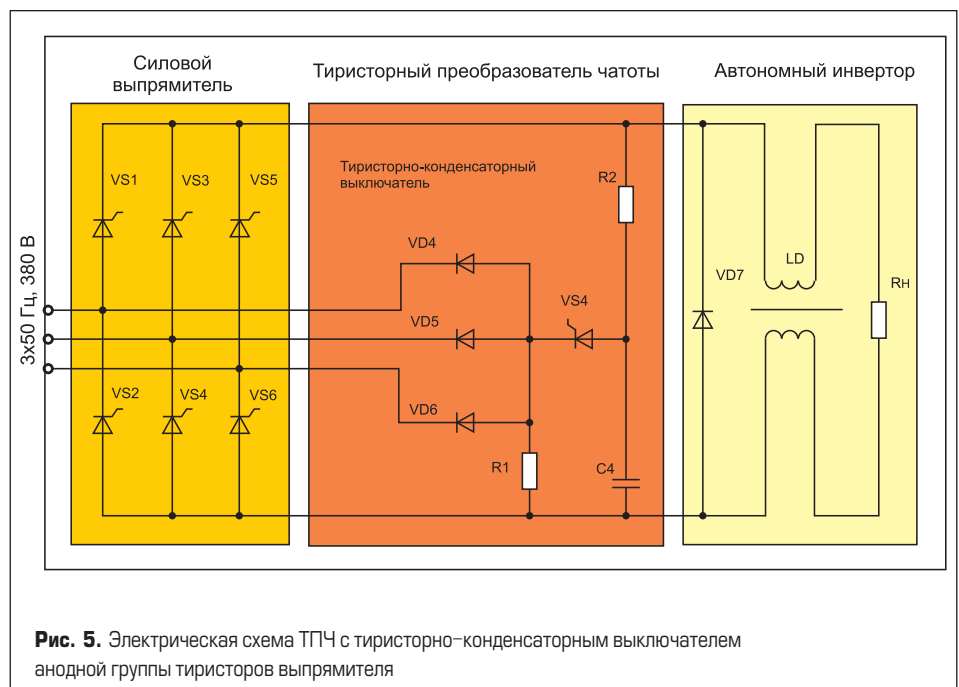 Силовой
выпрямитель
Тиристорный преобразователь чатоты
Автономный инвертор
Тиристорно-конденсаторный
выключатель
VS1
VS3
VS5
R2
VD4
3х50 Гц, 380 В
VD5
VS4
VD7
LD
Rн
VS2
VS4
VS6
VD6
R1
C4
Рис. 5. Электрическая схема ТПЧ с тиристорно-конденсаторным выключателем
анодной группы тиристоров выпрямителя